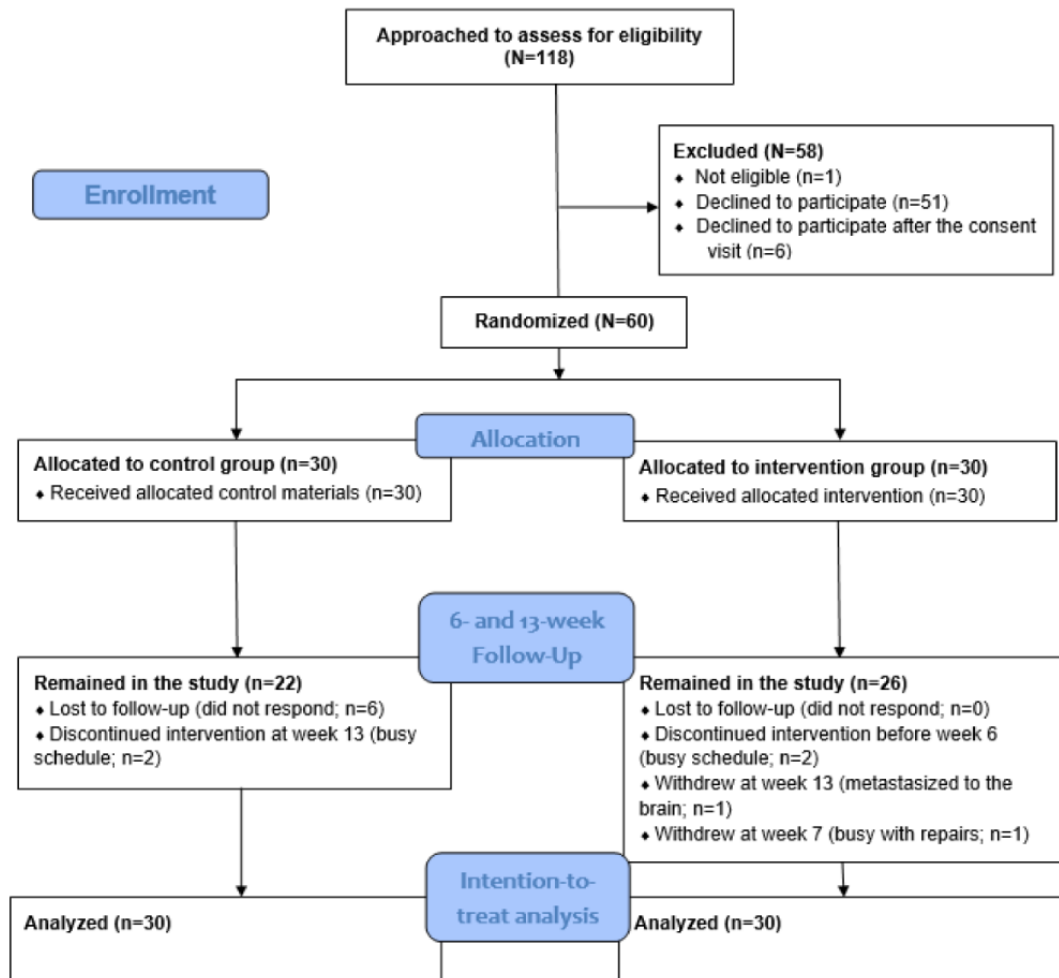 Approached to assess for eligibility
(N=118)
Excluded (N=58)
♦ Not eligible (n=1)
♦ Declined to participate (n=51)
♦ Declined to participate after the consent
visit (n=6)
Enrollment
Randomized (N=60)
Allocation
Allocated to control group (n=30)
♦ Received allocated control materials (n=30)
Allocated to intervention group (n=30)
♦ Received allocated intervention (n=30)
6- and 13-week
Follow-Up
Remained in the study (n=22)
♦ Lost to follow-up (did not respond; n=6)
♦ Discontinued intervention at week 13 (busy
schedule; n=2)
Remained in the study (n=26)
♦ Lost to follow-up (did not respond; n=0)
♦ Discontinued intervention before week 6
(busy schedule; n=2)
♦ Withdrew at week 13 (metastasized to the
brain; n=1)
♦ Withdrew at week 7 (busy with repairs; n=1)
Intention-to-
treat analysis
Analyzed (n=30)
Analyzed (n=30)